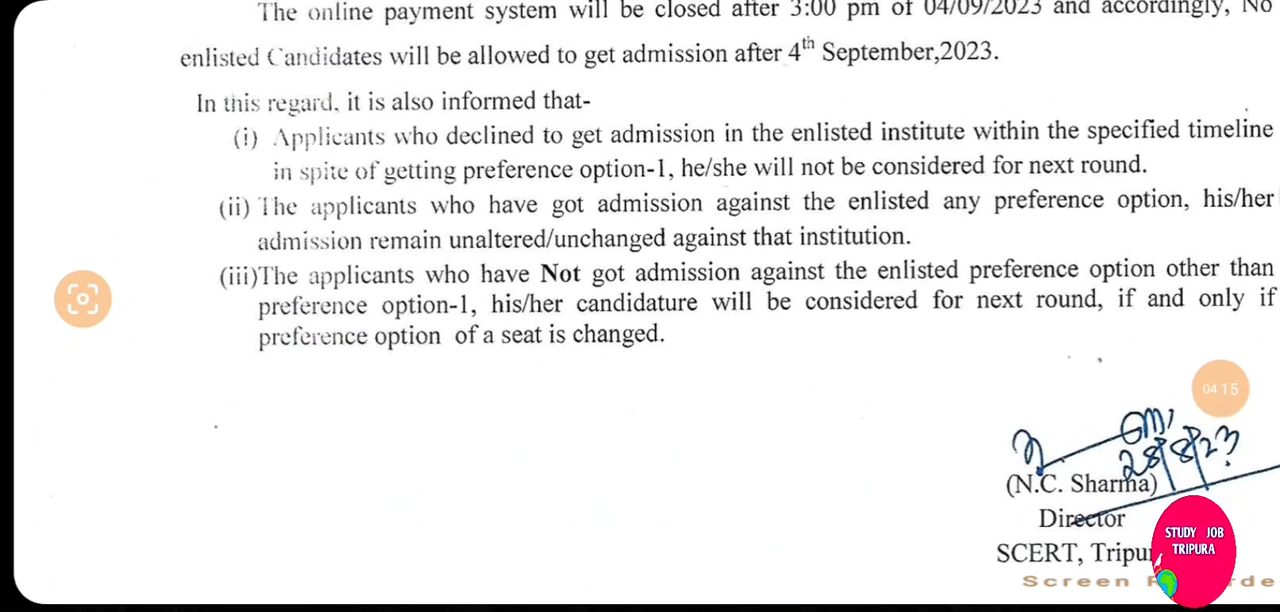 The online payment system will be closed after 3:00 pm of 04/09/2023 and accordingly, No
enlisted Candidates will be allowed to get admission after 4th September,2023.
In this regard, it is also informed that-
(i) Applicants who declined to get admission in the enlisted institute within the specified timeline
in spite of getting preference option-1, he/she will not be considered for next round.
(ii) The applicants who have got admission against the enlisted any preference option, his/her
admission remain unaltered/unchanged against that institution.
(iii)The applicants who have Not got admission against the enlisted preference option other than
preference option-1, his/her candidature will be considered for next round, if and only if
preference option of a seat is changed.
04 15
28/8/23
(N.C. Sharma)
Director
SCERT, Tripu
STUDY JOB
TRIPURA
Screen